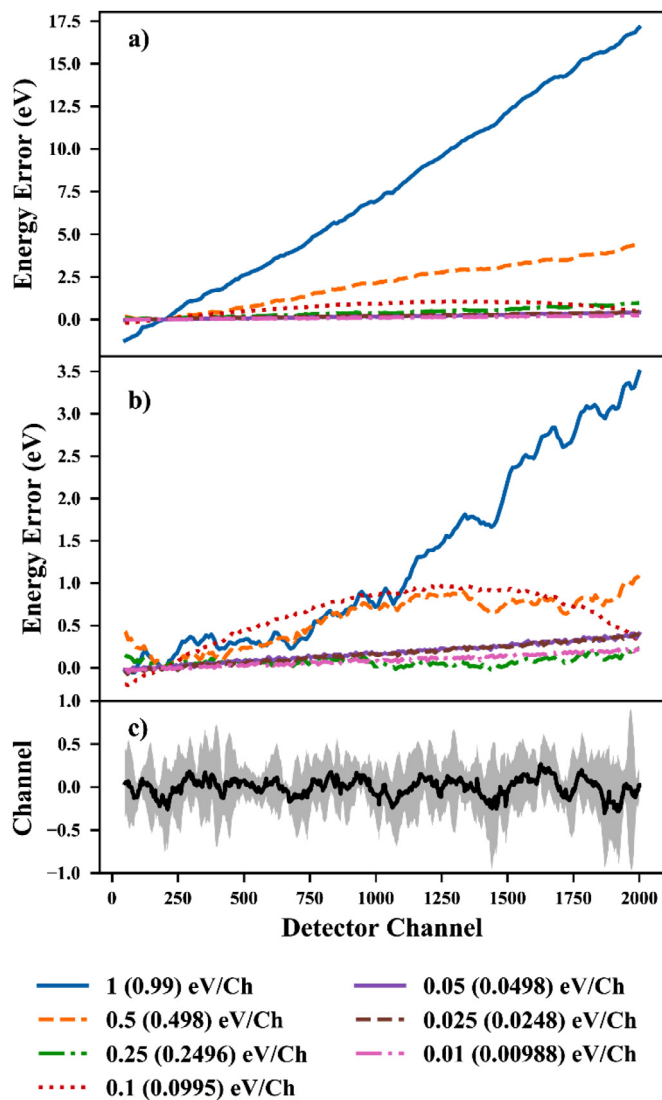 17.5
a)
15.0
12.5
10.0
7.5
5.0
2.5
0.0
Energy Error (eV)
3.5
b)
3.0
2.5
2.0
1.5
1.0
0.5
0.0
Energy Error (eV)
1.0
c)
0.5
0.0
−0.5
−1.0
Channel
0 250 500 750 1000 1250 1500 1750 2000
Detector Channel
1 (0.99) eV/Ch
0.5 (0.498) eV/Ch
0.25 (0.2496) eV/Ch
0.1 (0.0995) eV/Ch
0.05 (0.0498) eV/Ch
0.025 (0.0248) eV/Ch
0.01 (0.00988) eV/Ch